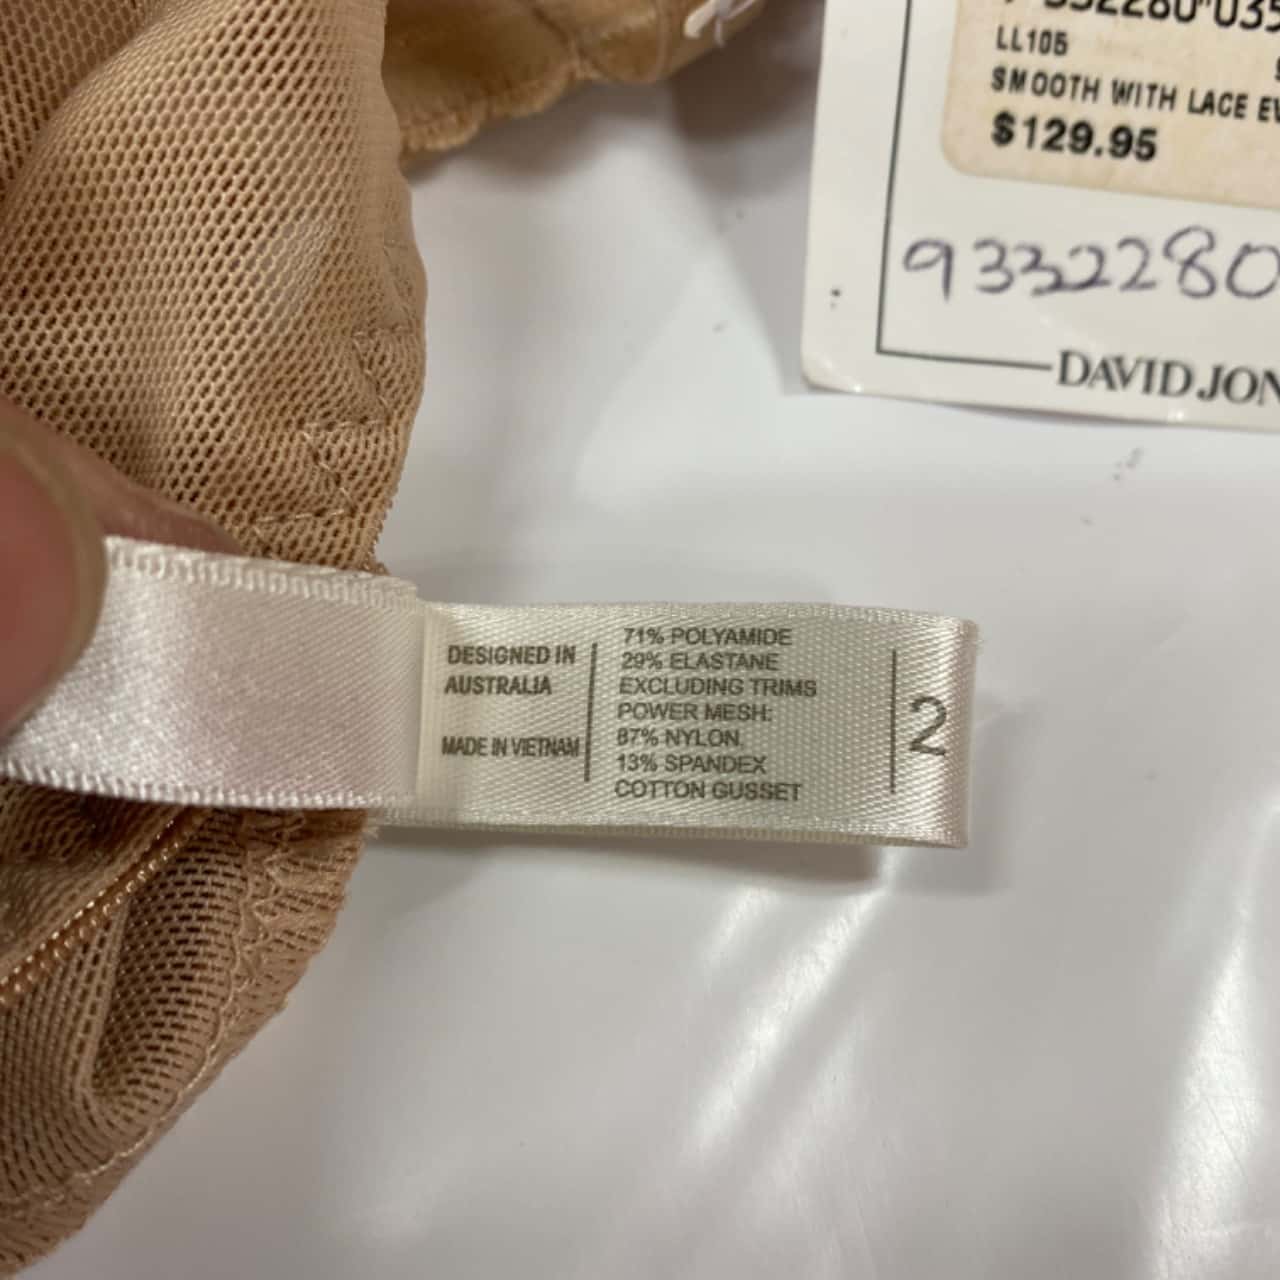 LL105
SMOOTH WITH LACE
$129.95
9332280
DAVID JON
DESIGNED IN
AUSTRALIA
MADE IN VIETNAM
71% POLYAMIDE
29% ELASTANE
EXCLUDING TRIMS
POWER MESH:
87% NYLON,
13% SPANDEX
COTTON GUSSET
2